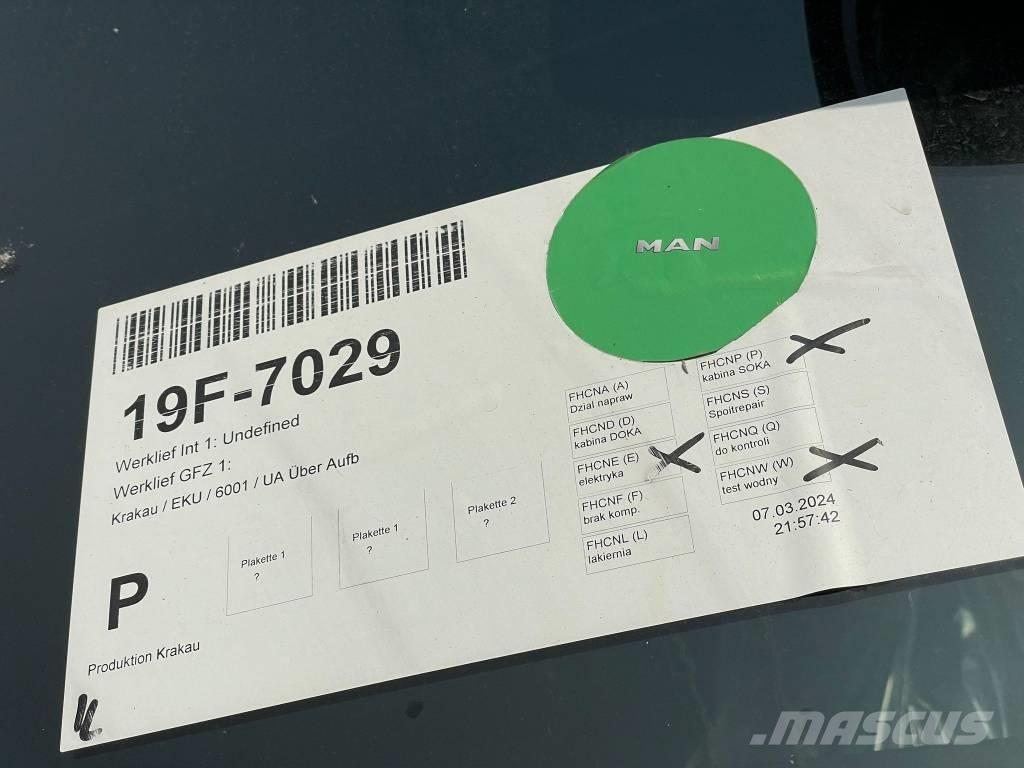 MAN
19F-7029
Werklief Int 1: Undefined
Werklief GFZ 1:
Krakau / EKU / 6001 / UA Über Aufb
Plakette 1
?
Plakette 1
?
Plakette 2
?
P
Produktion Krakau
FHCNA (A)
Dzial napraw
FHCND (D)
kabina DOKA
FHCNE (E)
elektryka
FHCNF (F)
brak komp.
FHCNL (L)
lakiernia
FHCNP (P)
kabina SOKA
FHCNS (S)
Spoitrepair
FHCNQ (Q)
do kontroli
FHCNW (W)
test wodny
07.03.2024
21:57:42
.MASCUS